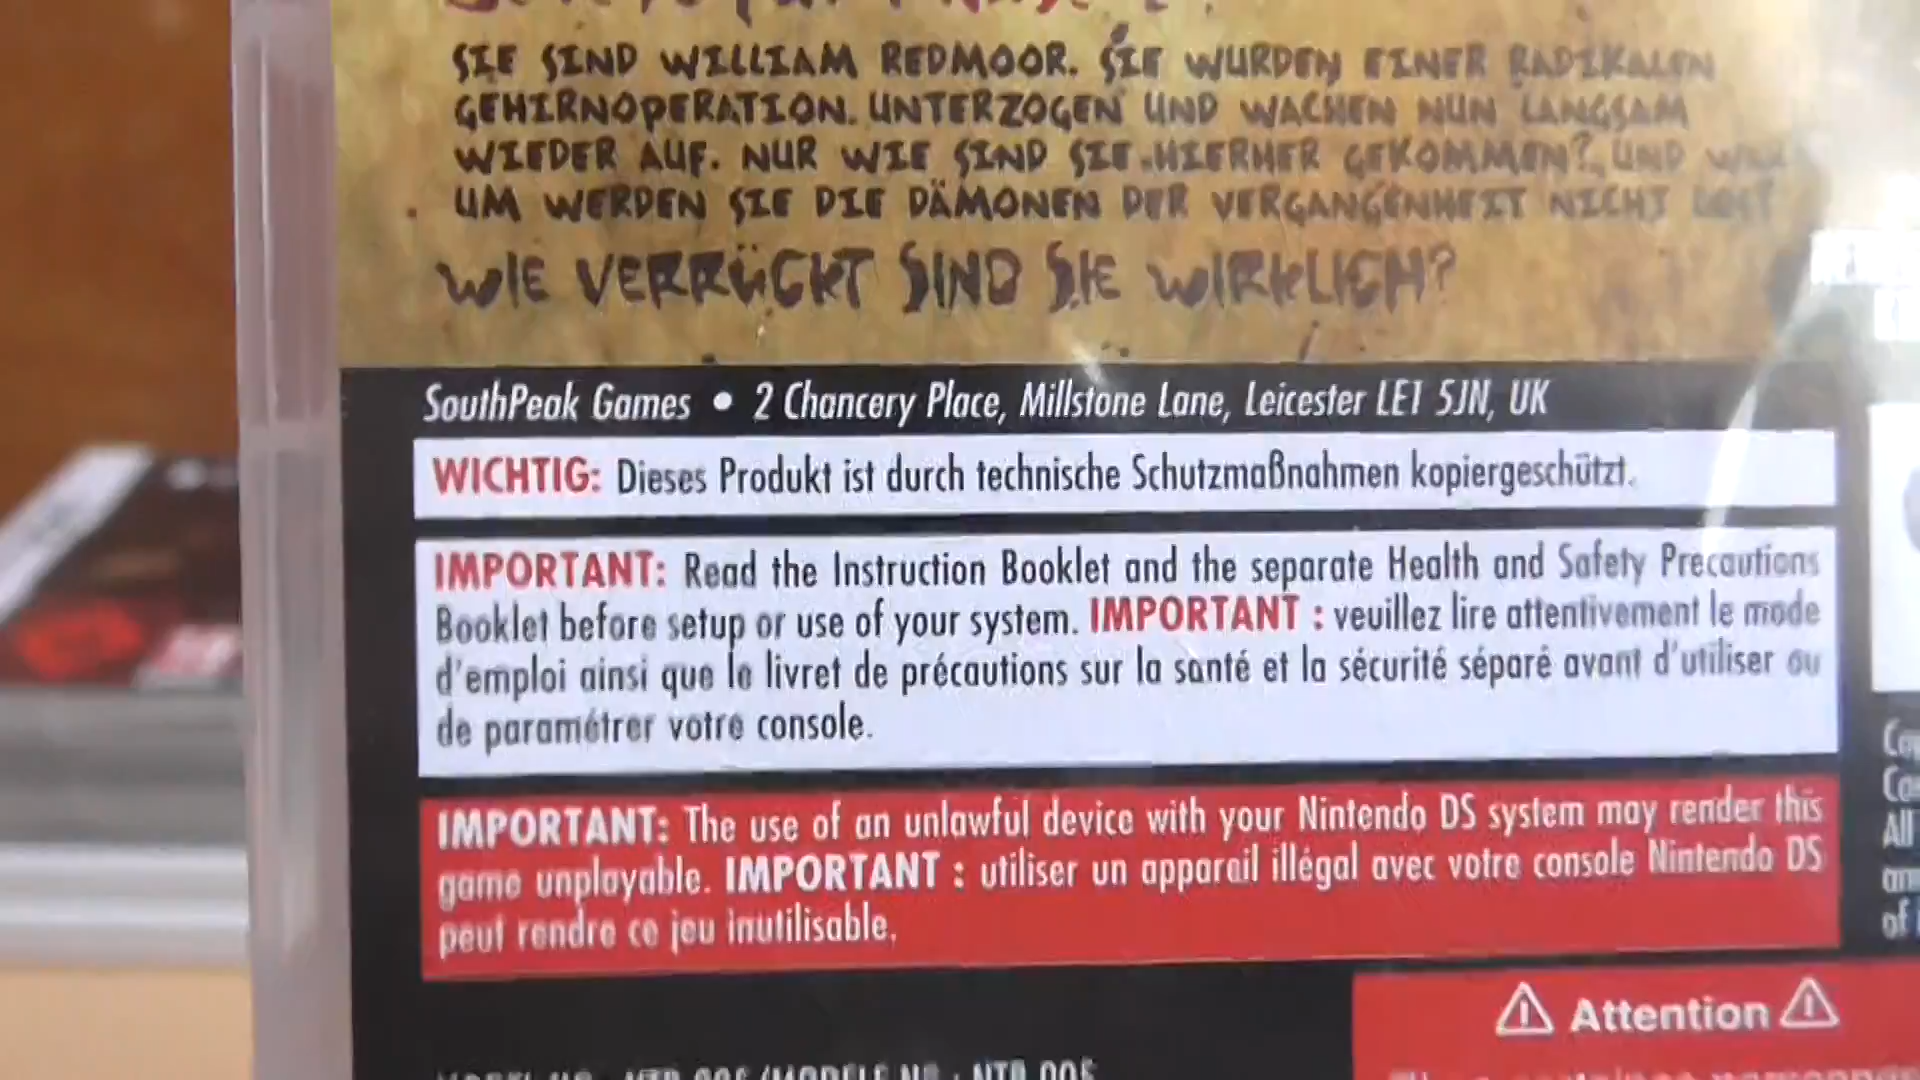 SIE SIND WILLIAM REDMOOR. SIE WURDEN EINER RADIKALEN
GEHIRNOPERATION. UNTERZOGEN UND WACHEN NUN LANGSAM
WIEDER AUF. NUR WIE SIND SIE HIERHER GEKOMMEN? UND
UM WERDEN SIE DIE DÄMONEN DER VERGANGENHEIT NICHT
WIE VERRÜCKT SIND SIE WIRKLICH?
SouthPeak Games • 2 Chancery Place, Millstone Lane, Leicester LE1 5JN, UK
WICHTIG: Dieses Produkt ist durch technische Schutzmaßnahmen kopiergeschützt.
IMPORTANT: Read the Instruction Booklet and the separate Health and Safety Precautions
Booklet before setup or use of your system. IMPORTANT : veuillez lire attentivement le mode
d'emploi ainsi que le livret de précautions sur la santé et la sécurité séparé avant d'utiliser ou
de paramétrer votre console.
IMPORTANT: The use of an unlawful device with your Nintendo DS system may render this
game unplayable. IMPORTANT : utiliser un appareil illégal avec votre console Nintendo DS
peut rendre ce jeu inutilisable.
All
of
Attention